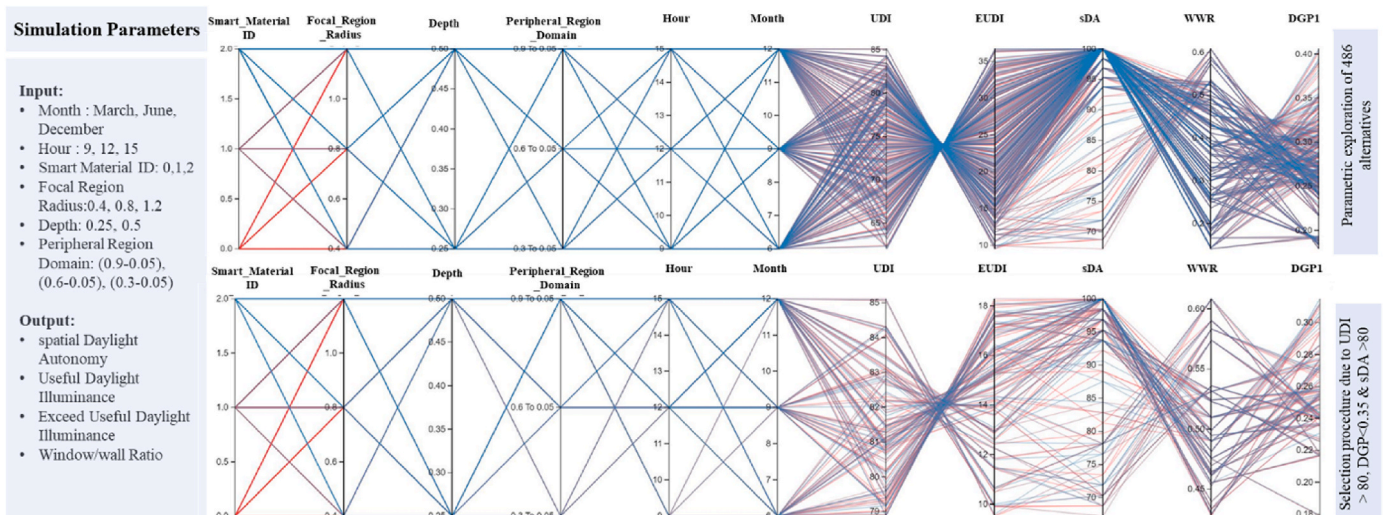 Simulation Parameters
Input:
• Month : March, June,
December
• Hour : 9, 12, 15
• Smart Material ID: 0,1,2
• Focal Region
Radius:0.4, 0.8, 1.2
• Depth: 0.25, 0.5
• Peripheral Region
Domain: (0.9-0.05),
(0.6-0.05), (0.3-0.05)
Output:
• spatial Daylight
Autonomy
• Useful Daylight
Illuminance
• Exceed Useful Daylight
Illuminance
• Window/wall Ratio
Smart_Material
ID
Focal_Region
_Radius
Depth
Peripheral_Region
_Domain
Hour
Month
UDI
EUDI
sDA
WWR
DGP1
2.0
1.5
1.0
0.5
0.0
1.0
0.8
0.6
0.4
0.50
0.45
0.40
0.35
0.30
0.25
0.9 To 0.05
0.6 To 0.05
0.3 To 0.05
15
14
13
12
11
10
9
12
11
10
9
8
7
6
85
80
75
70
65
35
30
25
20
15
10
100
95
90
85
80
75
70
0.6
0.40
0.35
0.30
0.25
0.20
Parametric exploration of 486
alternatives
Smart_Material
ID
Focal_Region
_Radius
Depth
Peripheral_Region
_Domain
Hour
Month
UDI
EUDI
sDA
WWR
DGP1
2.0
1.5
1.0
0.5
0.0
1.0
0.8
0.6
0.45
0.40
0.35
0.30
0.25
0.6 To 0.05
15
14
13
12
11
10
12
11
10
9
8
7
85
84
83
82
81
80
79
18
16
14
12
10
100
95
90
85
80
75
70
0.60
0.55
0.45
0.30
0.28
0.26
0.24
0.22
0.20
0.18
Selection procedure due to UDI
> 80, DGP<0.35 & sDA >80